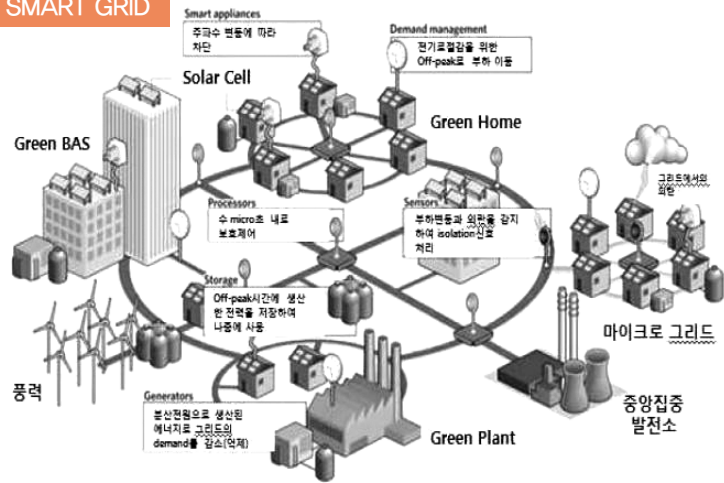 SMART GRID
Smart appliances
주파수 변동에 따라
차단
Demand management
전기료절감을 위한
Off-peak로 부하 이동
Solar Cell
Green BAS
Green Home
그리드에서의
외란
Processors
수 micro초 내로
보호제어
Sensors
부하변동과 외란을 감지
하여 isolation신호
처리
Storage
Off-peak시간에 생산
한 전력을 저장하여
나중에 사용
마이크로 그리드
풍력
Generators
분산전원으로 생산된
에너지로 그리드의
demand를 감소(억제)
Green Plant
중앙집중
발전소